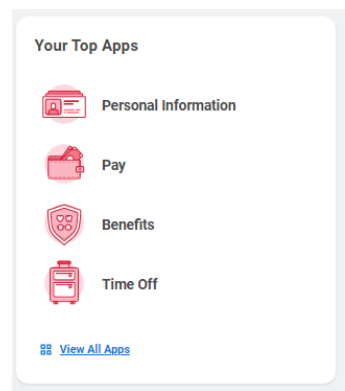 Your Top Apps
Personal Information
Pay
Benefits
Time Off
View All Apps